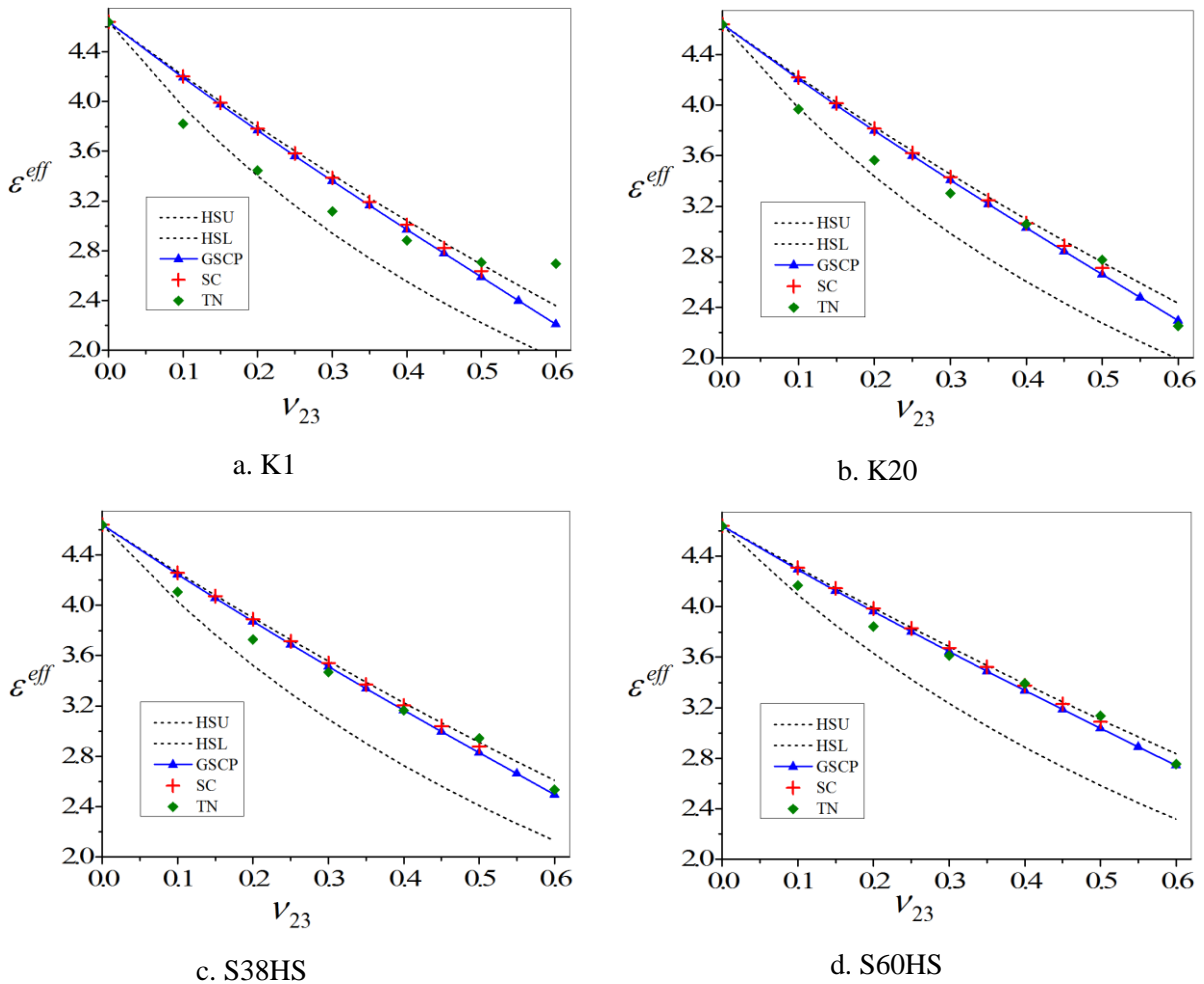 4.4
4.0
3.6
3.2
2.8
2.4
2.0
ε^eff
HSU
HSL
GSCP
SC
TN
0.0 0.1 0.2 0.3 0.4 0.5 0.6
ν23
a. K1
4.4
4.0
3.6
3.2
2.8
2.4
2.0
ε^eff
HSU
HSL
GSCP
SC
TN
0.0 0.1 0.2 0.3 0.4 0.5 0.6
ν23
b. K20
4.4
4.0
3.6
3.2
2.8
2.4
2.0
ε^eff
HSU
HSL
GSCP
SC
TN
0.0 0.1 0.2 0.3 0.4 0.5 0.6
ν23
c. S38HS
4.4
4.0
3.6
3.2
2.8
2.4
2.0
ε^eff
HSU
HSL
GSCP
SC
TN
0.0 0.1 0.2 0.3 0.4 0.5 0.6
ν23
d. S60HS